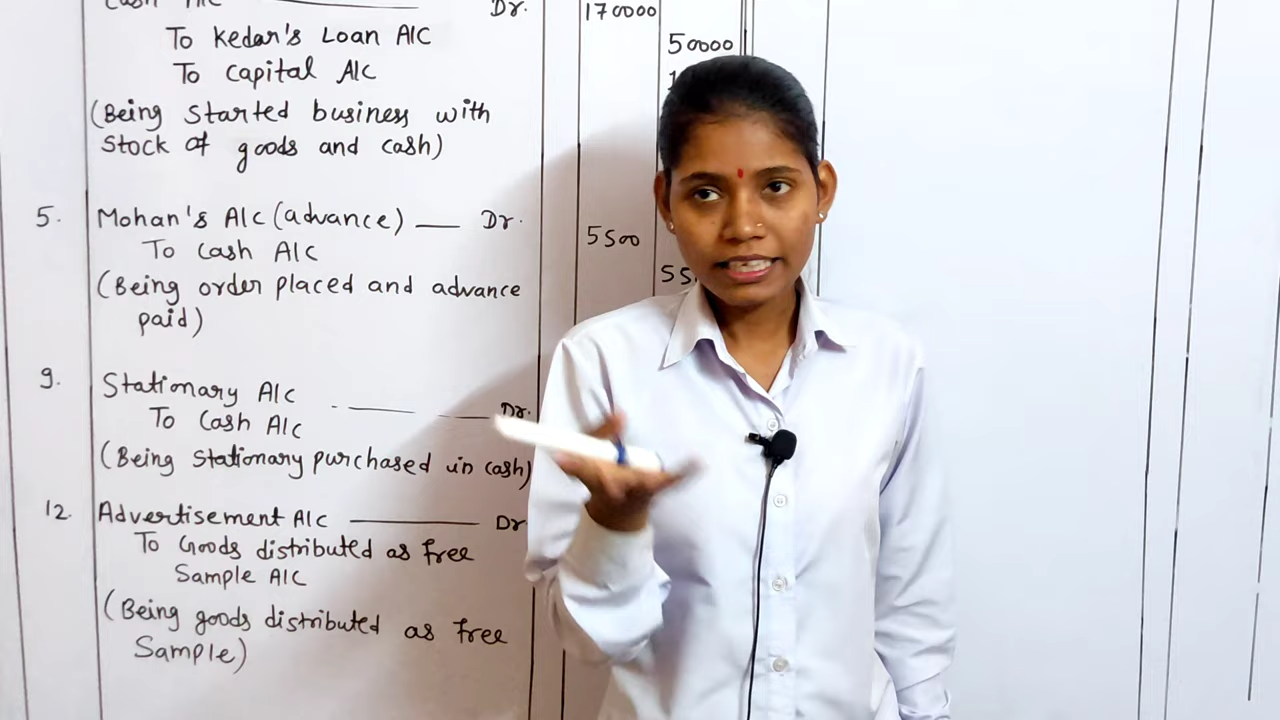 Cash A/c Dr. 170000
To Kedar's Loan A/C 50000
To Capital A/C
(Being Started business with
Stock of goods and cash)
5. Mohan's A/c (advance) — Dr. 5500
To Cash A/C
(Being order placed and advance 55
paid)
9. Stationary A/C Dr.
To Cash A/C
(Being Stationary purchased in cash)
12. Advertisement A/c Dr
To Goods distributed as free
Sample A/C
(Being goods distributed as free
Sample)